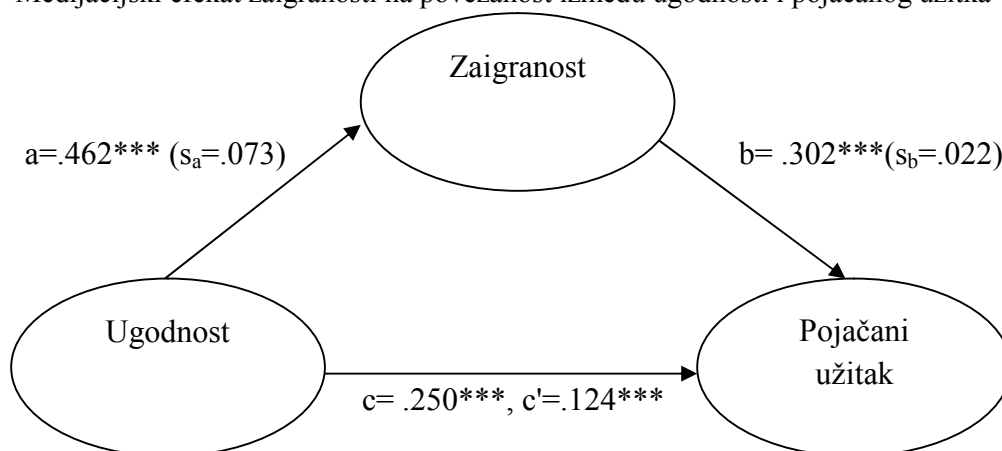 Medijacijski efekat zaigranosti na povezanost između ugodnosti i pojačanog užitka
Zaigranost
a=.462*** (sa=.073)
b= .302***(sb=.022)
Ugodnost
Pojačani
užitak
c= .250***, c'=.124***